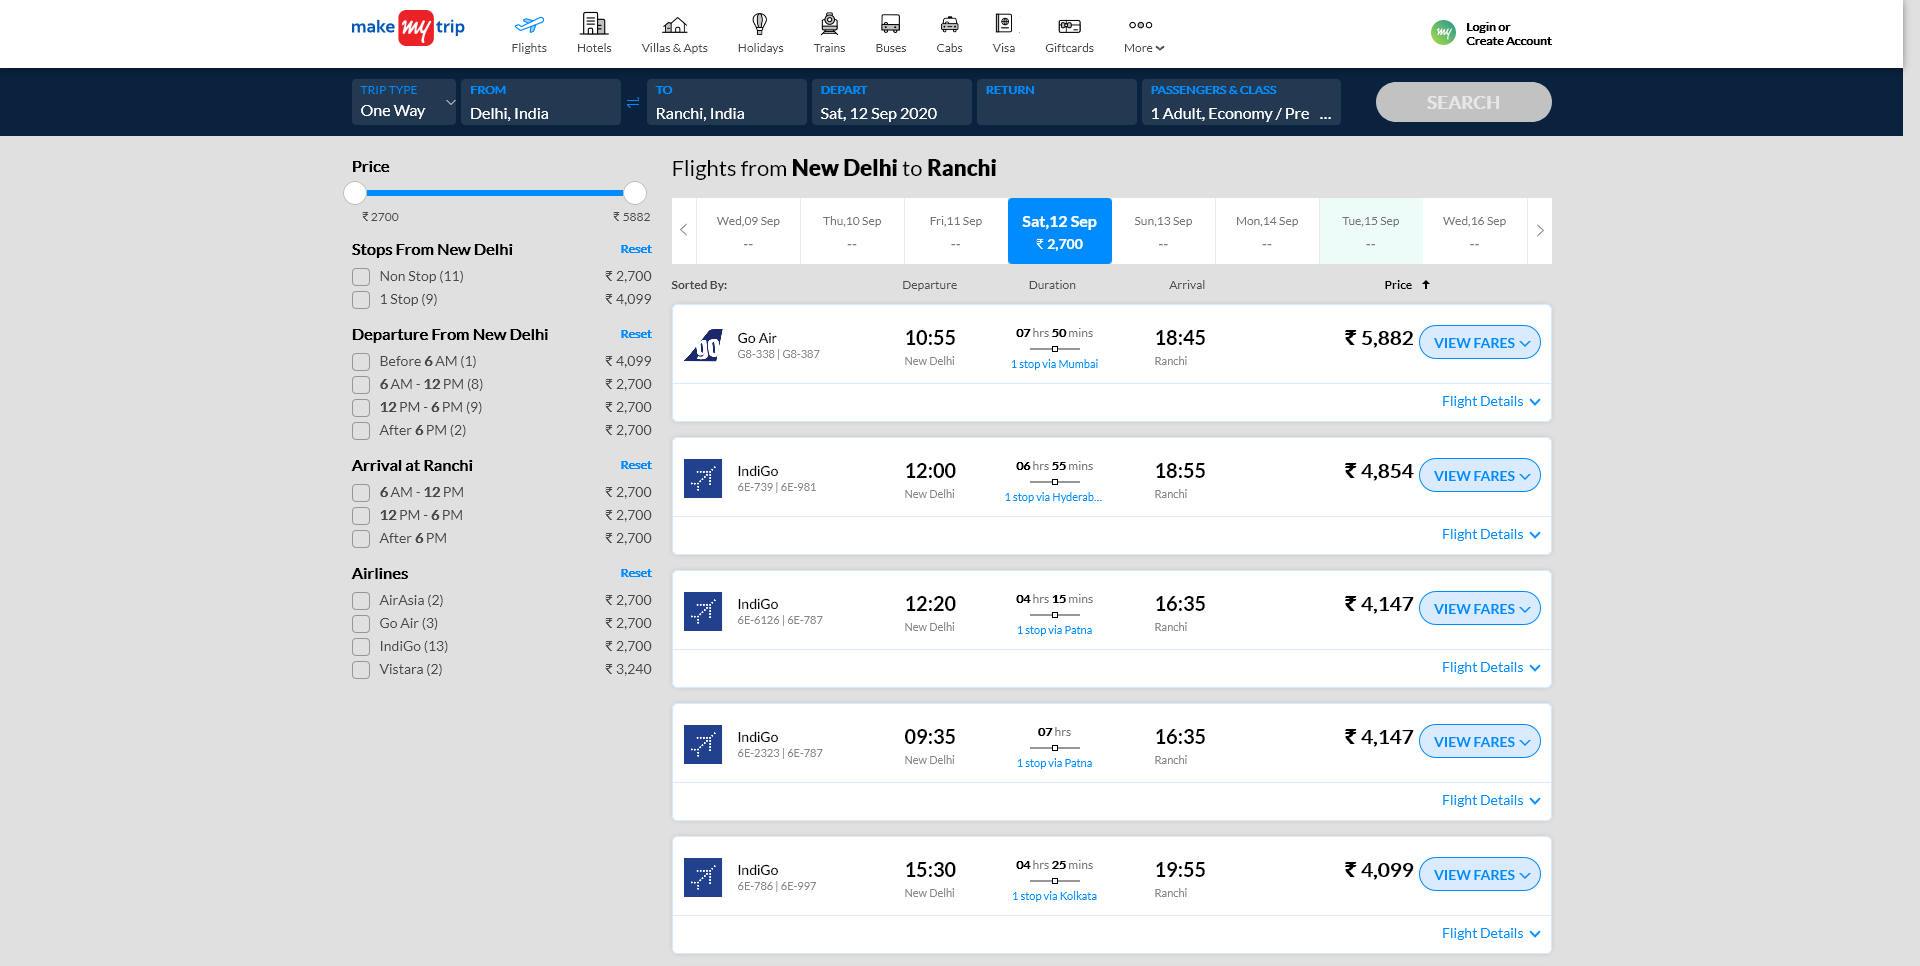 make my trip
Flights
Hotels
Villas & Apts
Holidays
Trains
Buses
Cabs
Visa
Giftcards
More
my
Login or
Create Account
TRIP TYPE
One Way
FROM
Delhi, India
TO
Ranchi, India
DEPART
Sat, 12 Sep 2020
RETURN
PASSENGERS & CLASS
1 Adult, Economy / Pre ...
SEARCH
Price
₹ 2700 ₹ 5882
Stops From New Delhi Reset
Non Stop (11) ₹ 2,700
1 Stop (9) ₹ 4,099
Departure From New Delhi Reset
Before 6 AM (1) ₹ 4,099
6 AM - 12 PM (8) ₹ 2,700
12 PM - 6 PM (9) ₹ 2,700
After 6 PM (2) ₹ 2,700
Arrival at Ranchi Reset
6 AM - 12 PM ₹ 2,700
12 PM - 6 PM ₹ 2,700
After 6 PM ₹ 2,700
Airlines Reset
AirAsia (2) ₹ 2,700
Go Air (3) ₹ 2,700
IndiGo (13) ₹ 2,700
Vistara (2) ₹ 3,240
Flights from New Delhi to Ranchi
Wed,09 Sep
--
Thu,10 Sep
--
Fri,11 Sep
--
Sat,12 Sep
₹ 2,700
Sun,13 Sep
--
Mon,14 Sep
--
Tue,15 Sep
--
Wed,16 Sep
--
Sorted By: Departure Duration Arrival Price
go
Go Air
G8-338 | G8-387
10:55
New Delhi
07 hrs 50 mins
1 stop via Mumbai
18:45
Ranchi
₹ 5,882
VIEW FARES
Flight Details
IndiGo
6E-739 | 6E-981
12:00
New Delhi
06 hrs 55 mins
1 stop via Hyderab...
18:55
Ranchi
₹ 4,854
VIEW FARES
Flight Details
IndiGo
6E-6126 | 6E-787
12:20
New Delhi
04 hrs 15 mins
1 stop via Patna
16:35
Ranchi
₹ 4,147
VIEW FARES
Flight Details
IndiGo
6E-2323 | 6E-787
09:35
New Delhi
07 hrs
1 stop via Patna
16:35
Ranchi
₹ 4,147
VIEW FARES
Flight Details
IndiGo
6E-786 | 6E-997
15:30
New Delhi
04 hrs 25 mins
1 stop via Kolkata
19:55
Ranchi
₹ 4,099
VIEW FARES
Flight Details